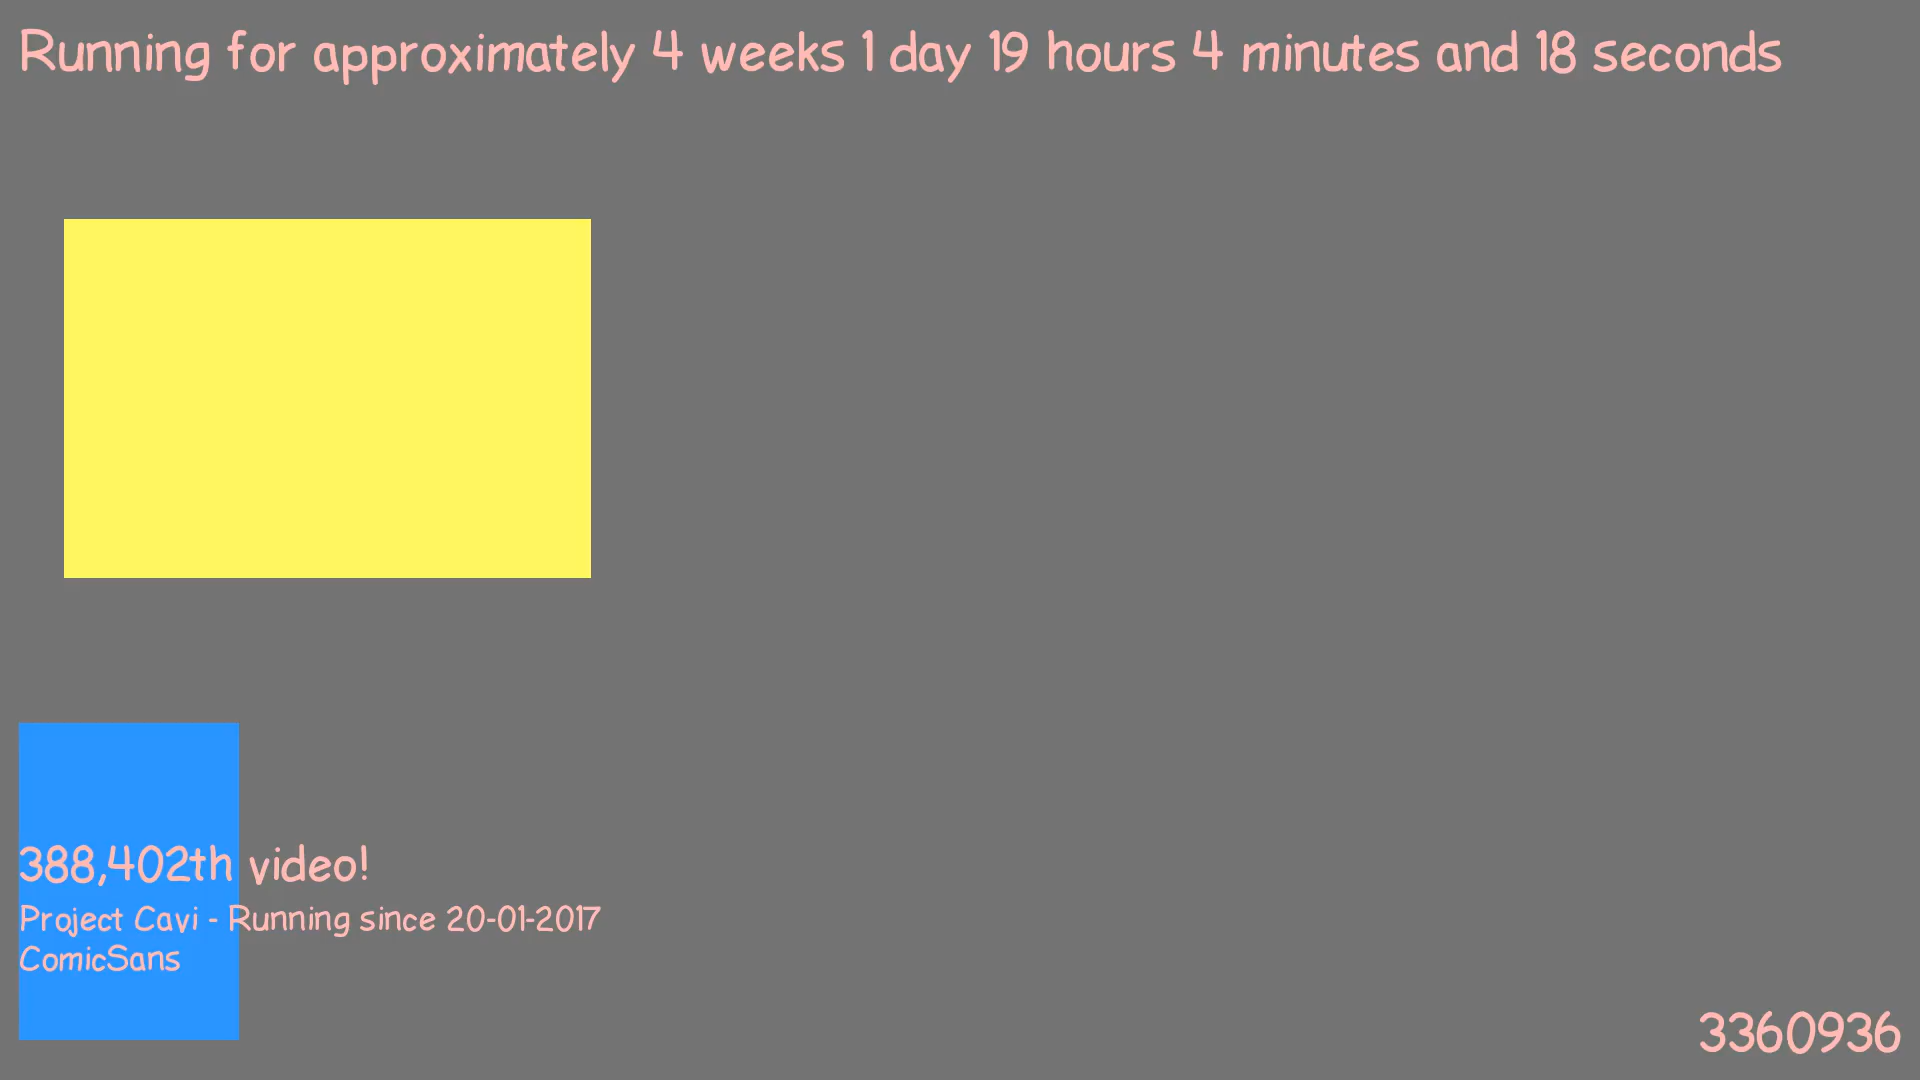 Running for approximately 4 weeks 1 day 19 hours 4 minutes and 18 seconds
388,402th video!
Project Cavi - Running since 20-01-2017
ComicSans
3360936